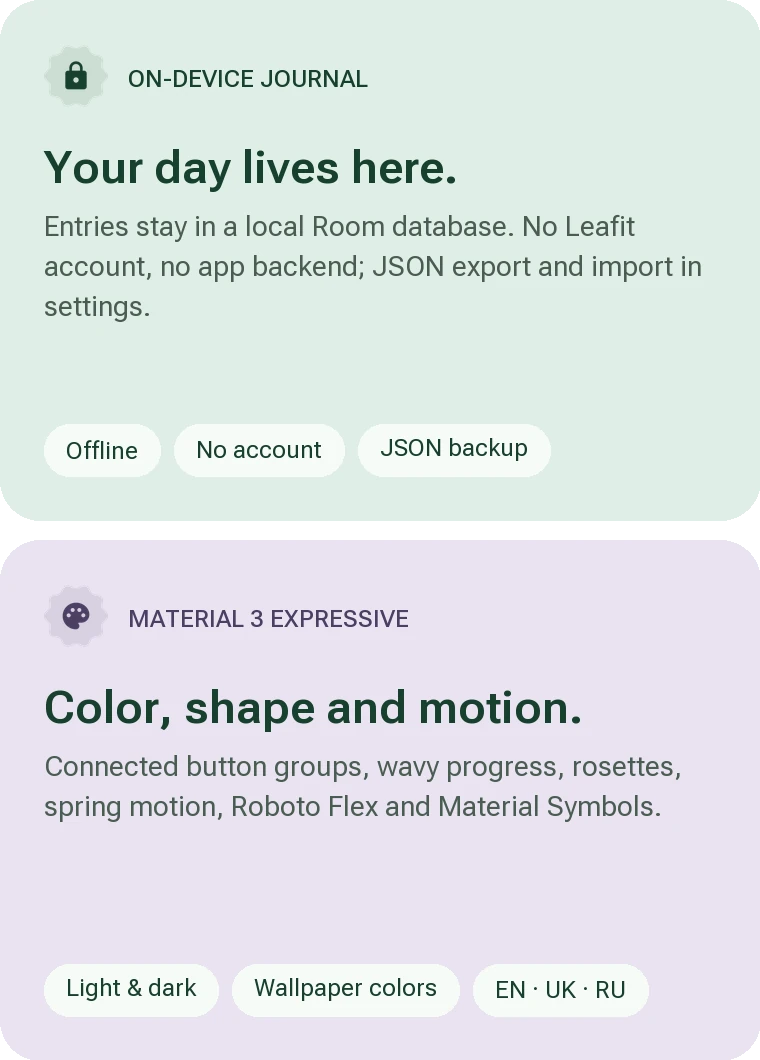 ON-DEVICE JOURNAL
Your day lives here.
Entries stay in a local Room database. No Leafit
account, no app backend; JSON export and import in
settings.
Offline
No account
JSON backup
MATERIAL 3 EXPRESSIVE
Color, shape and motion.
Connected button groups, wavy progress, rosettes,
spring motion, Roboto Flex and Material Symbols.
Light & dark
Wallpaper colors
EN · UK · RU